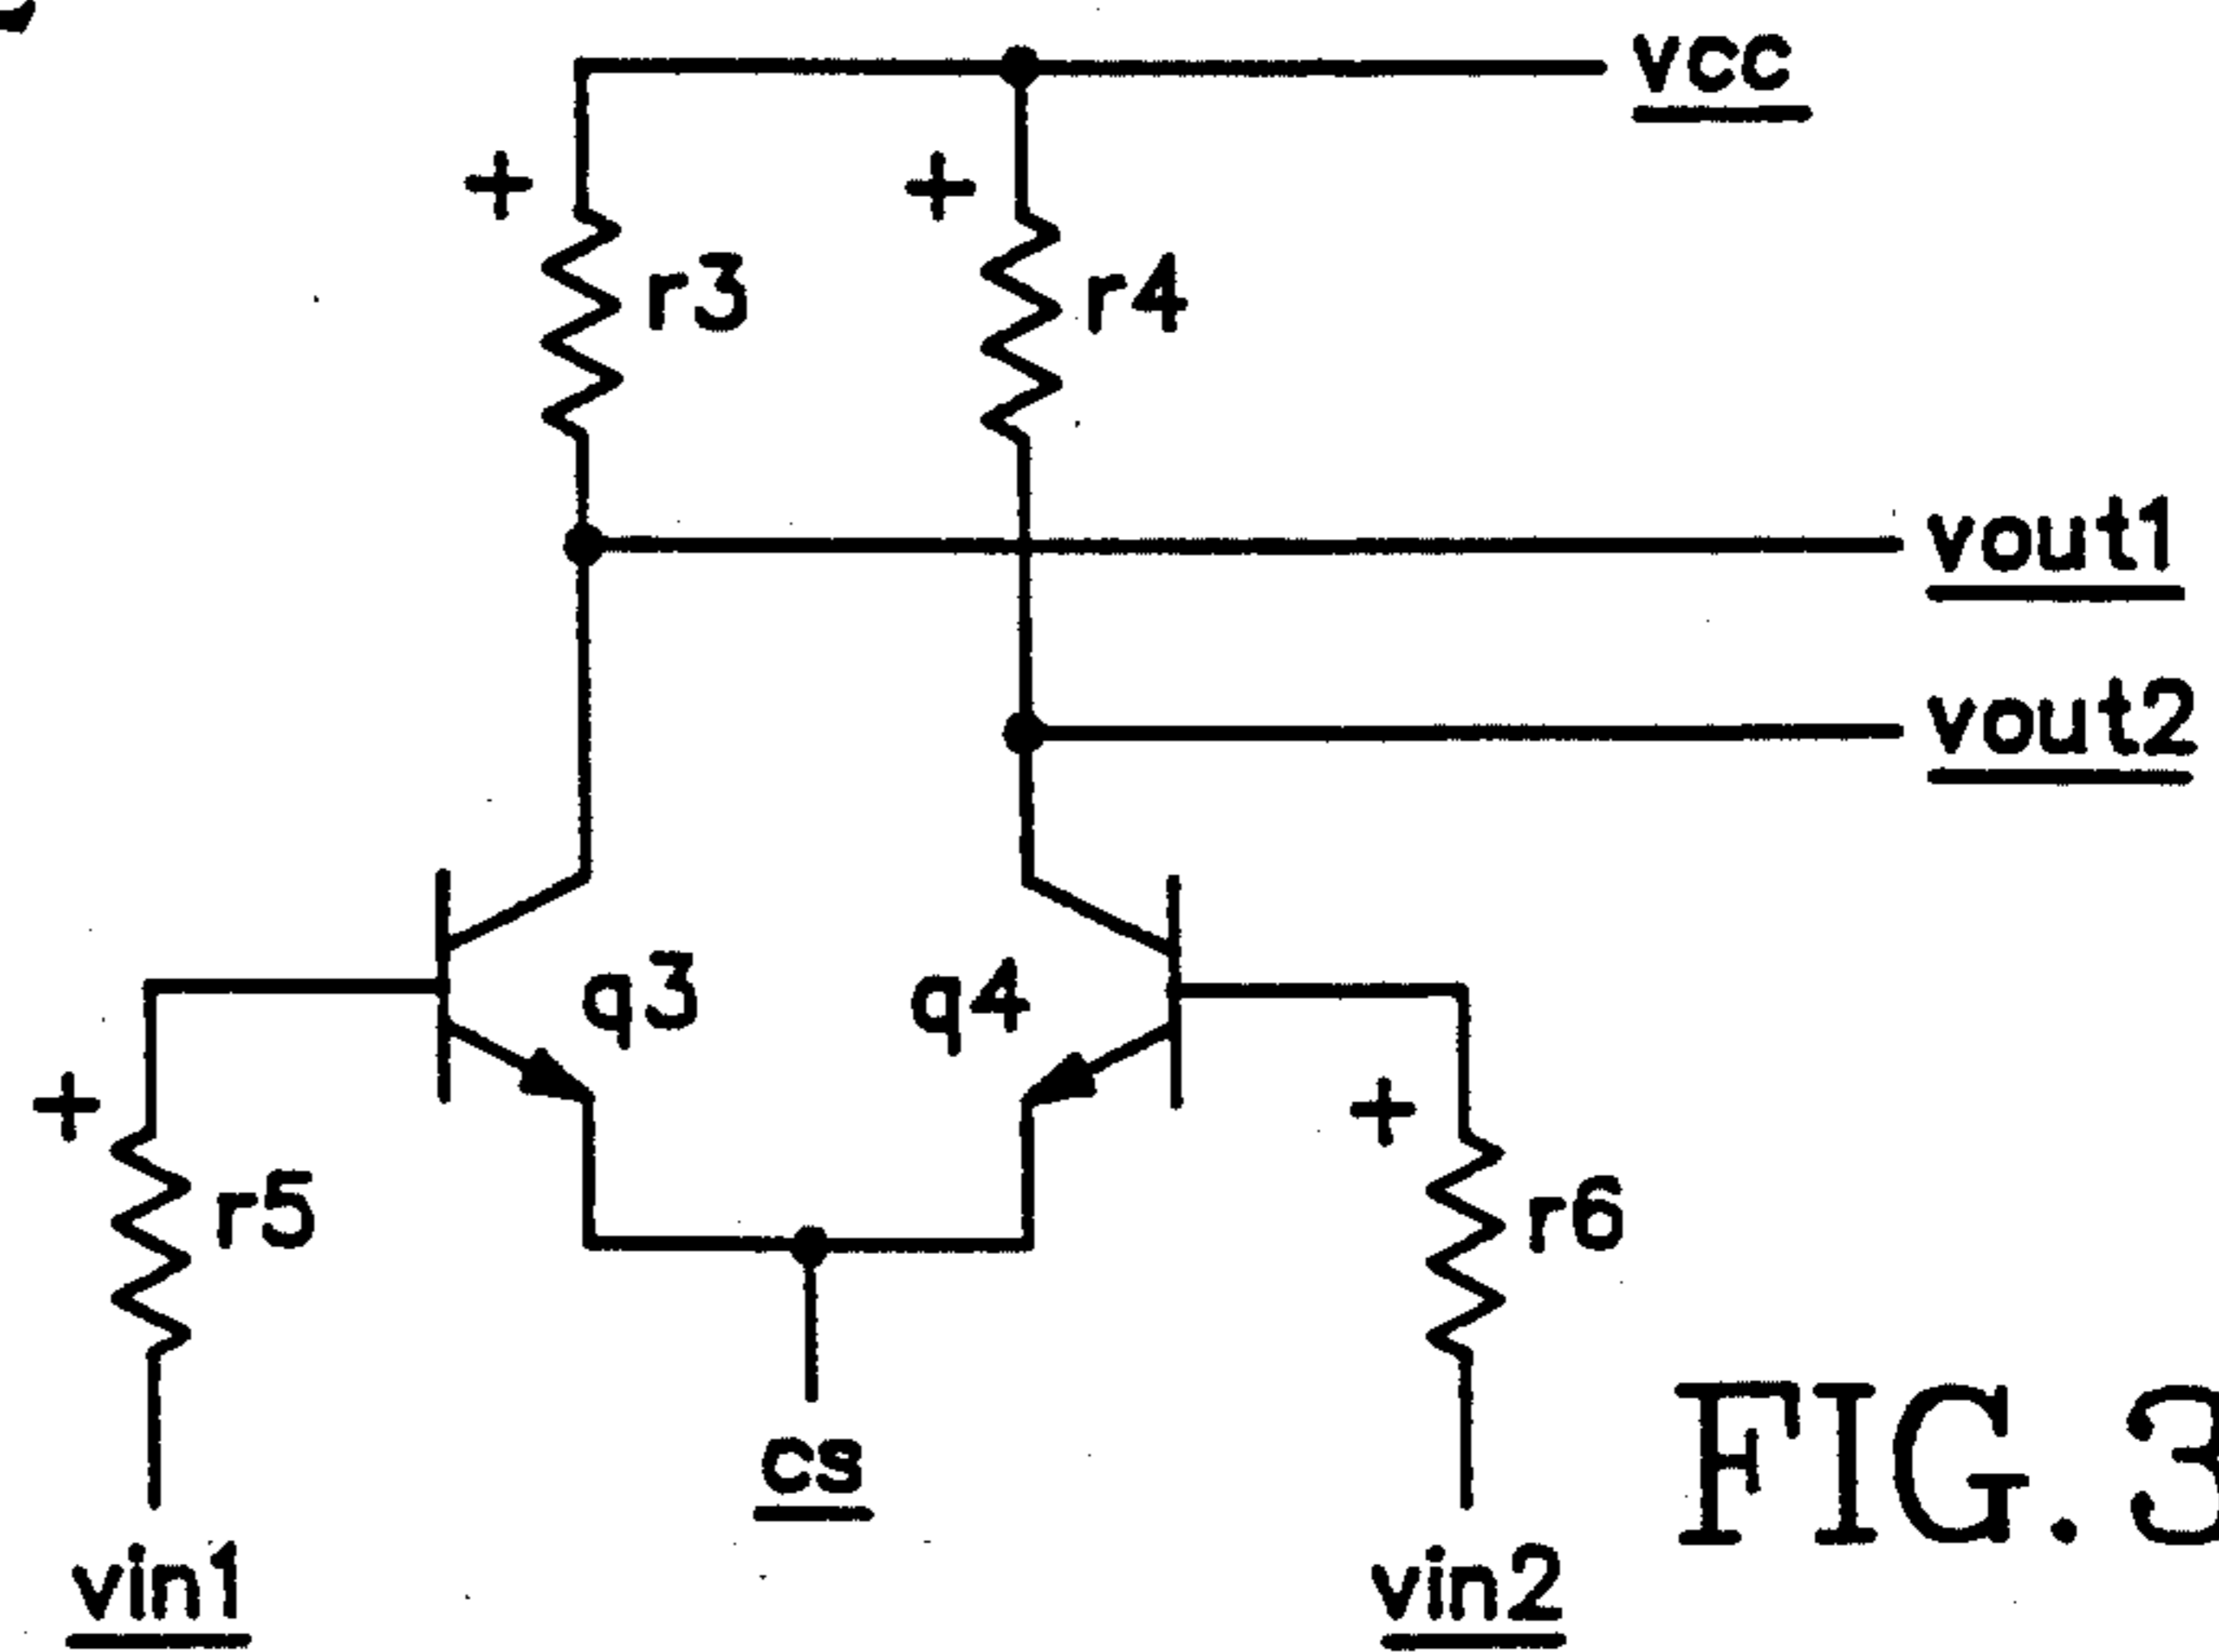 vcc
+
+
r3
r4
vout1
vout2
q3
q4
+
+
r5
r6
cs
FIG. 3
vin1
vin2